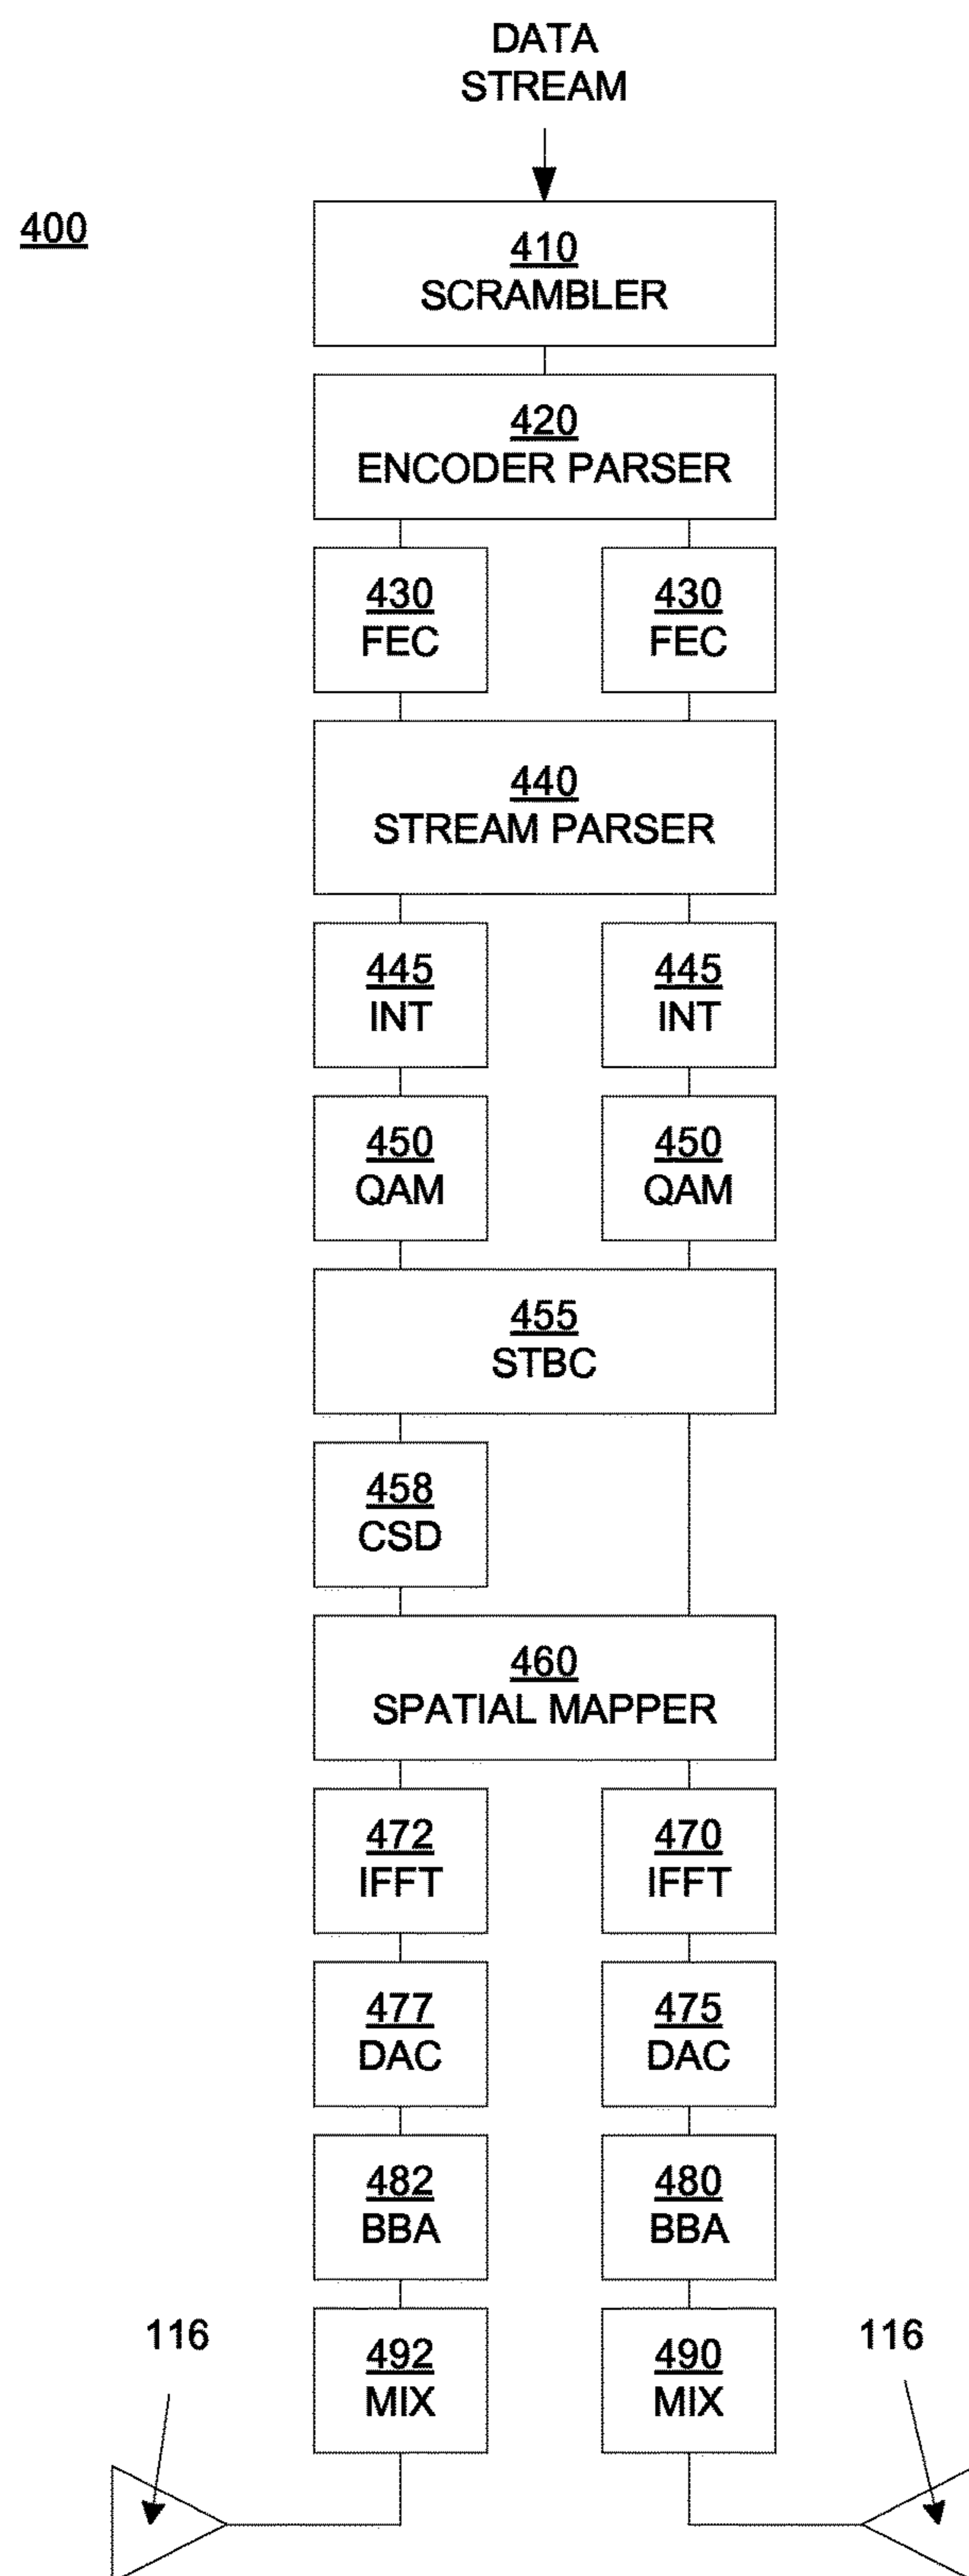 DATA
STREAM
400
410
SCRAMBLER
420
ENCODER PARSER
430
FEC
430
FEC
440
STREAM PARSER
445
INT
445
INT
450
QAM
450
QAM
455
STBC
458
CSD
460
SPATIAL MAPPER
472
IFFT
470
IFFT
477
DAC
475
DAC
482
BBA
480
BBA
116
492
MIX
490
MIX
116